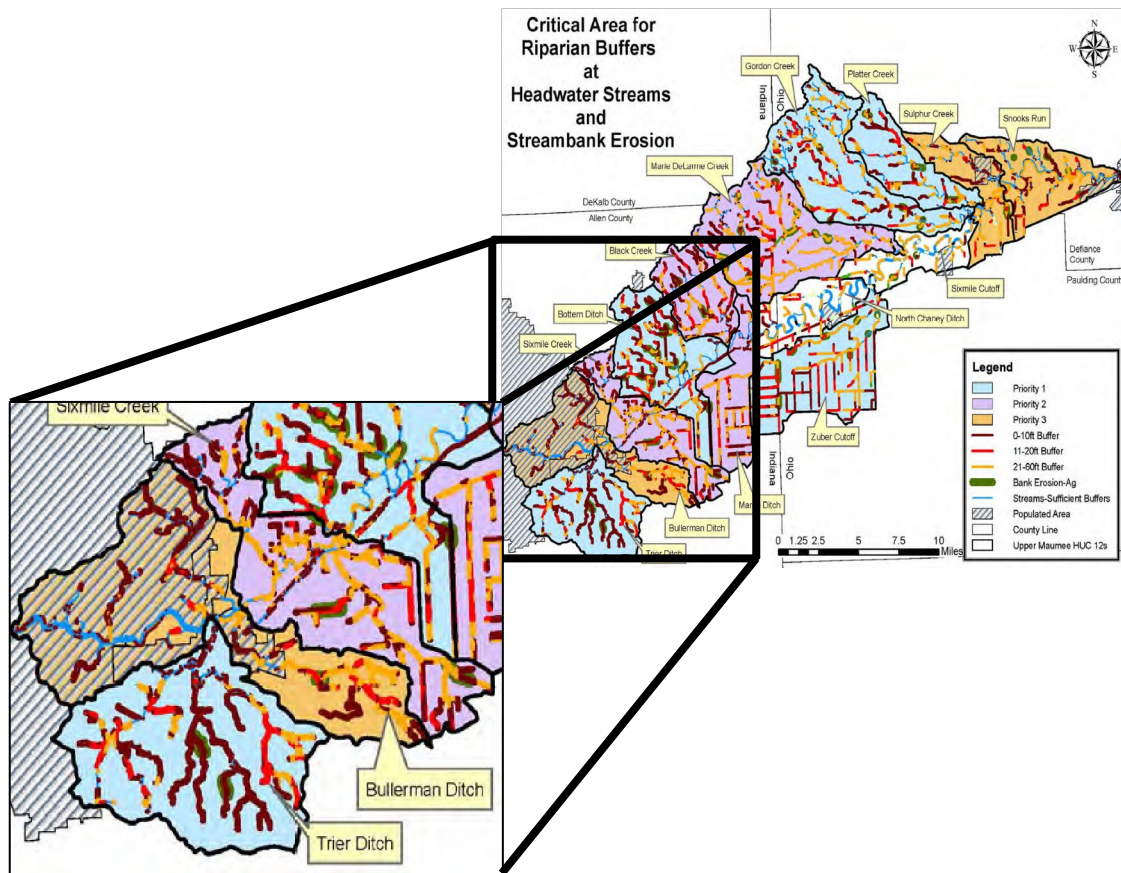 Critical Area for
Riparian Buffers
at
Headwater Streams
and
Streambank Erosion
N
W
E
S
Gordon Creek
Platter Creek
Indiana
Ohio
Sulphur Creek
Snooks Run
Marie DeLarme Creek
DeKalb County
Allen County
Black Creek
Defiance
County
Paulding County
Sixmile Cutoff
Bottern Ditch
North Chaney Ditch
Sixmile Creek
Zuber Cutoff
Indiana
Ohio
Ditch
Bullerman Ditch
Trier Ditch
Legend
Priority 1
Priority 2
Priority 3
0-10ft Buffer
11-20ft Buffer
21-60ft Buffer
Bank Erosion-Ag
Streams-Sufficient Buffers
Populated Area
County Line
Upper Maumee HUC 12s
0 1.25 2.5 5 7.5 10
Miles
Sixmile Creek
Bullerman Ditch
Trier Ditch